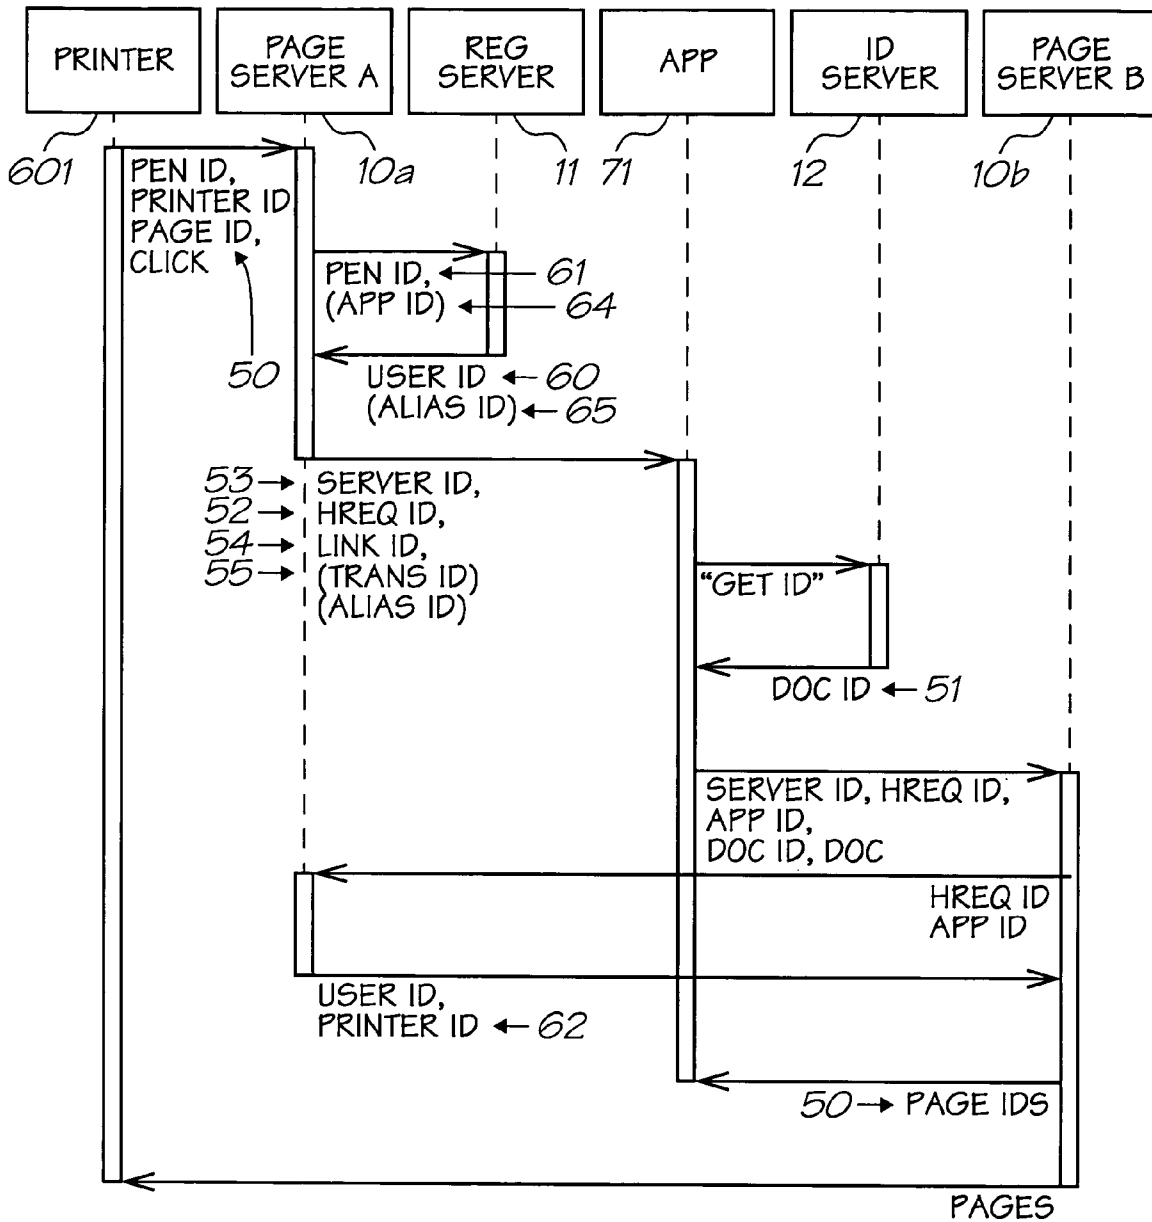 PRINTER
PAGE
SERVER A
REG
SERVER
APP
ID
SERVER
PAGE
SERVER B
601
10a
11
71
12
10b
PEN ID,
PRINTER ID
PAGE ID,
CLICK
50
PEN ID,
61
(APP ID)
64
USER ID
60
(ALIAS ID)
65
53
SERVER ID,
52
HREQ ID,
54
LINK ID,
55
(TRANS ID)
(ALIAS ID)
“GET ID”
DOC ID
51
SERVER ID, HREQ ID,
APP ID,
DOC ID, DOC
HREQ ID
APP ID
USER ID,
PRINTER ID
62
50
PAGE IDS
PAGES